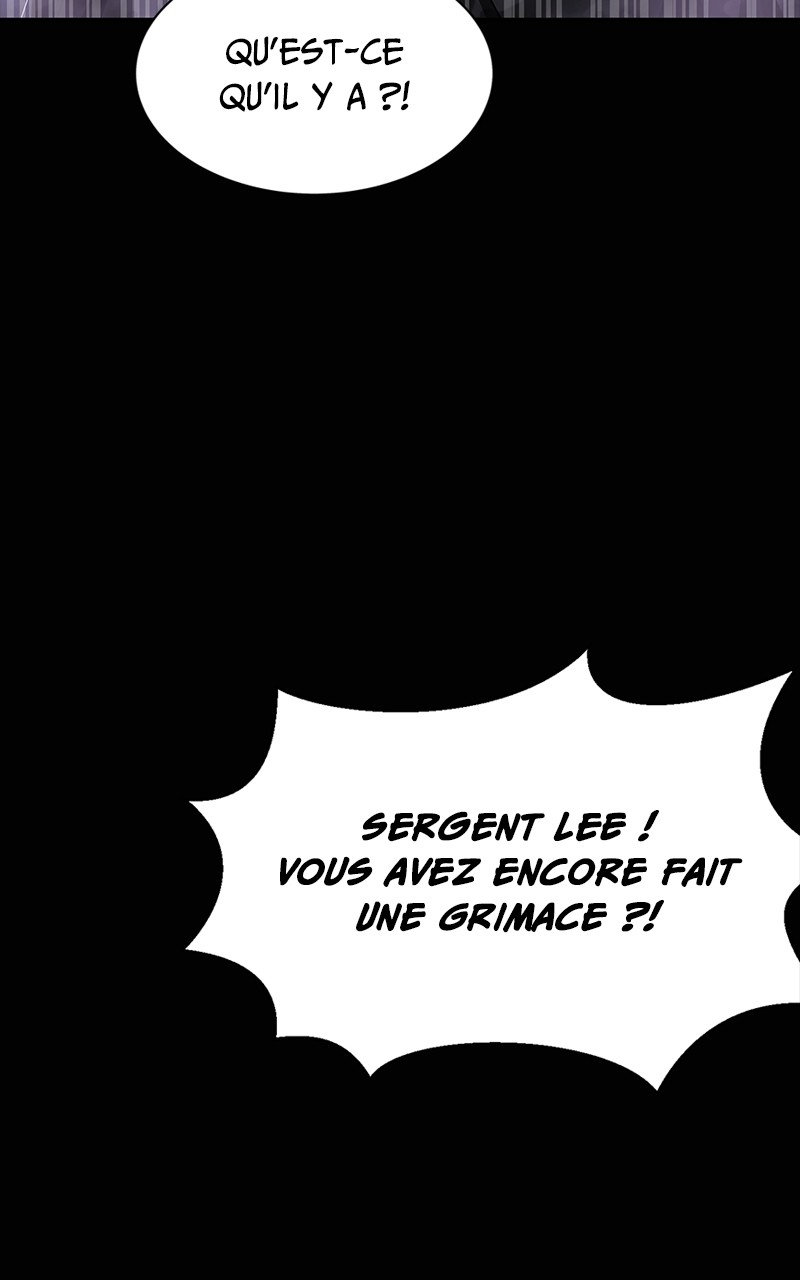 QU'EST-CE
QU'IL Y A ?!
SERGENT LEE !
VOUS AVEZ ENCORE FAIT
UNE GRIMACE ?!